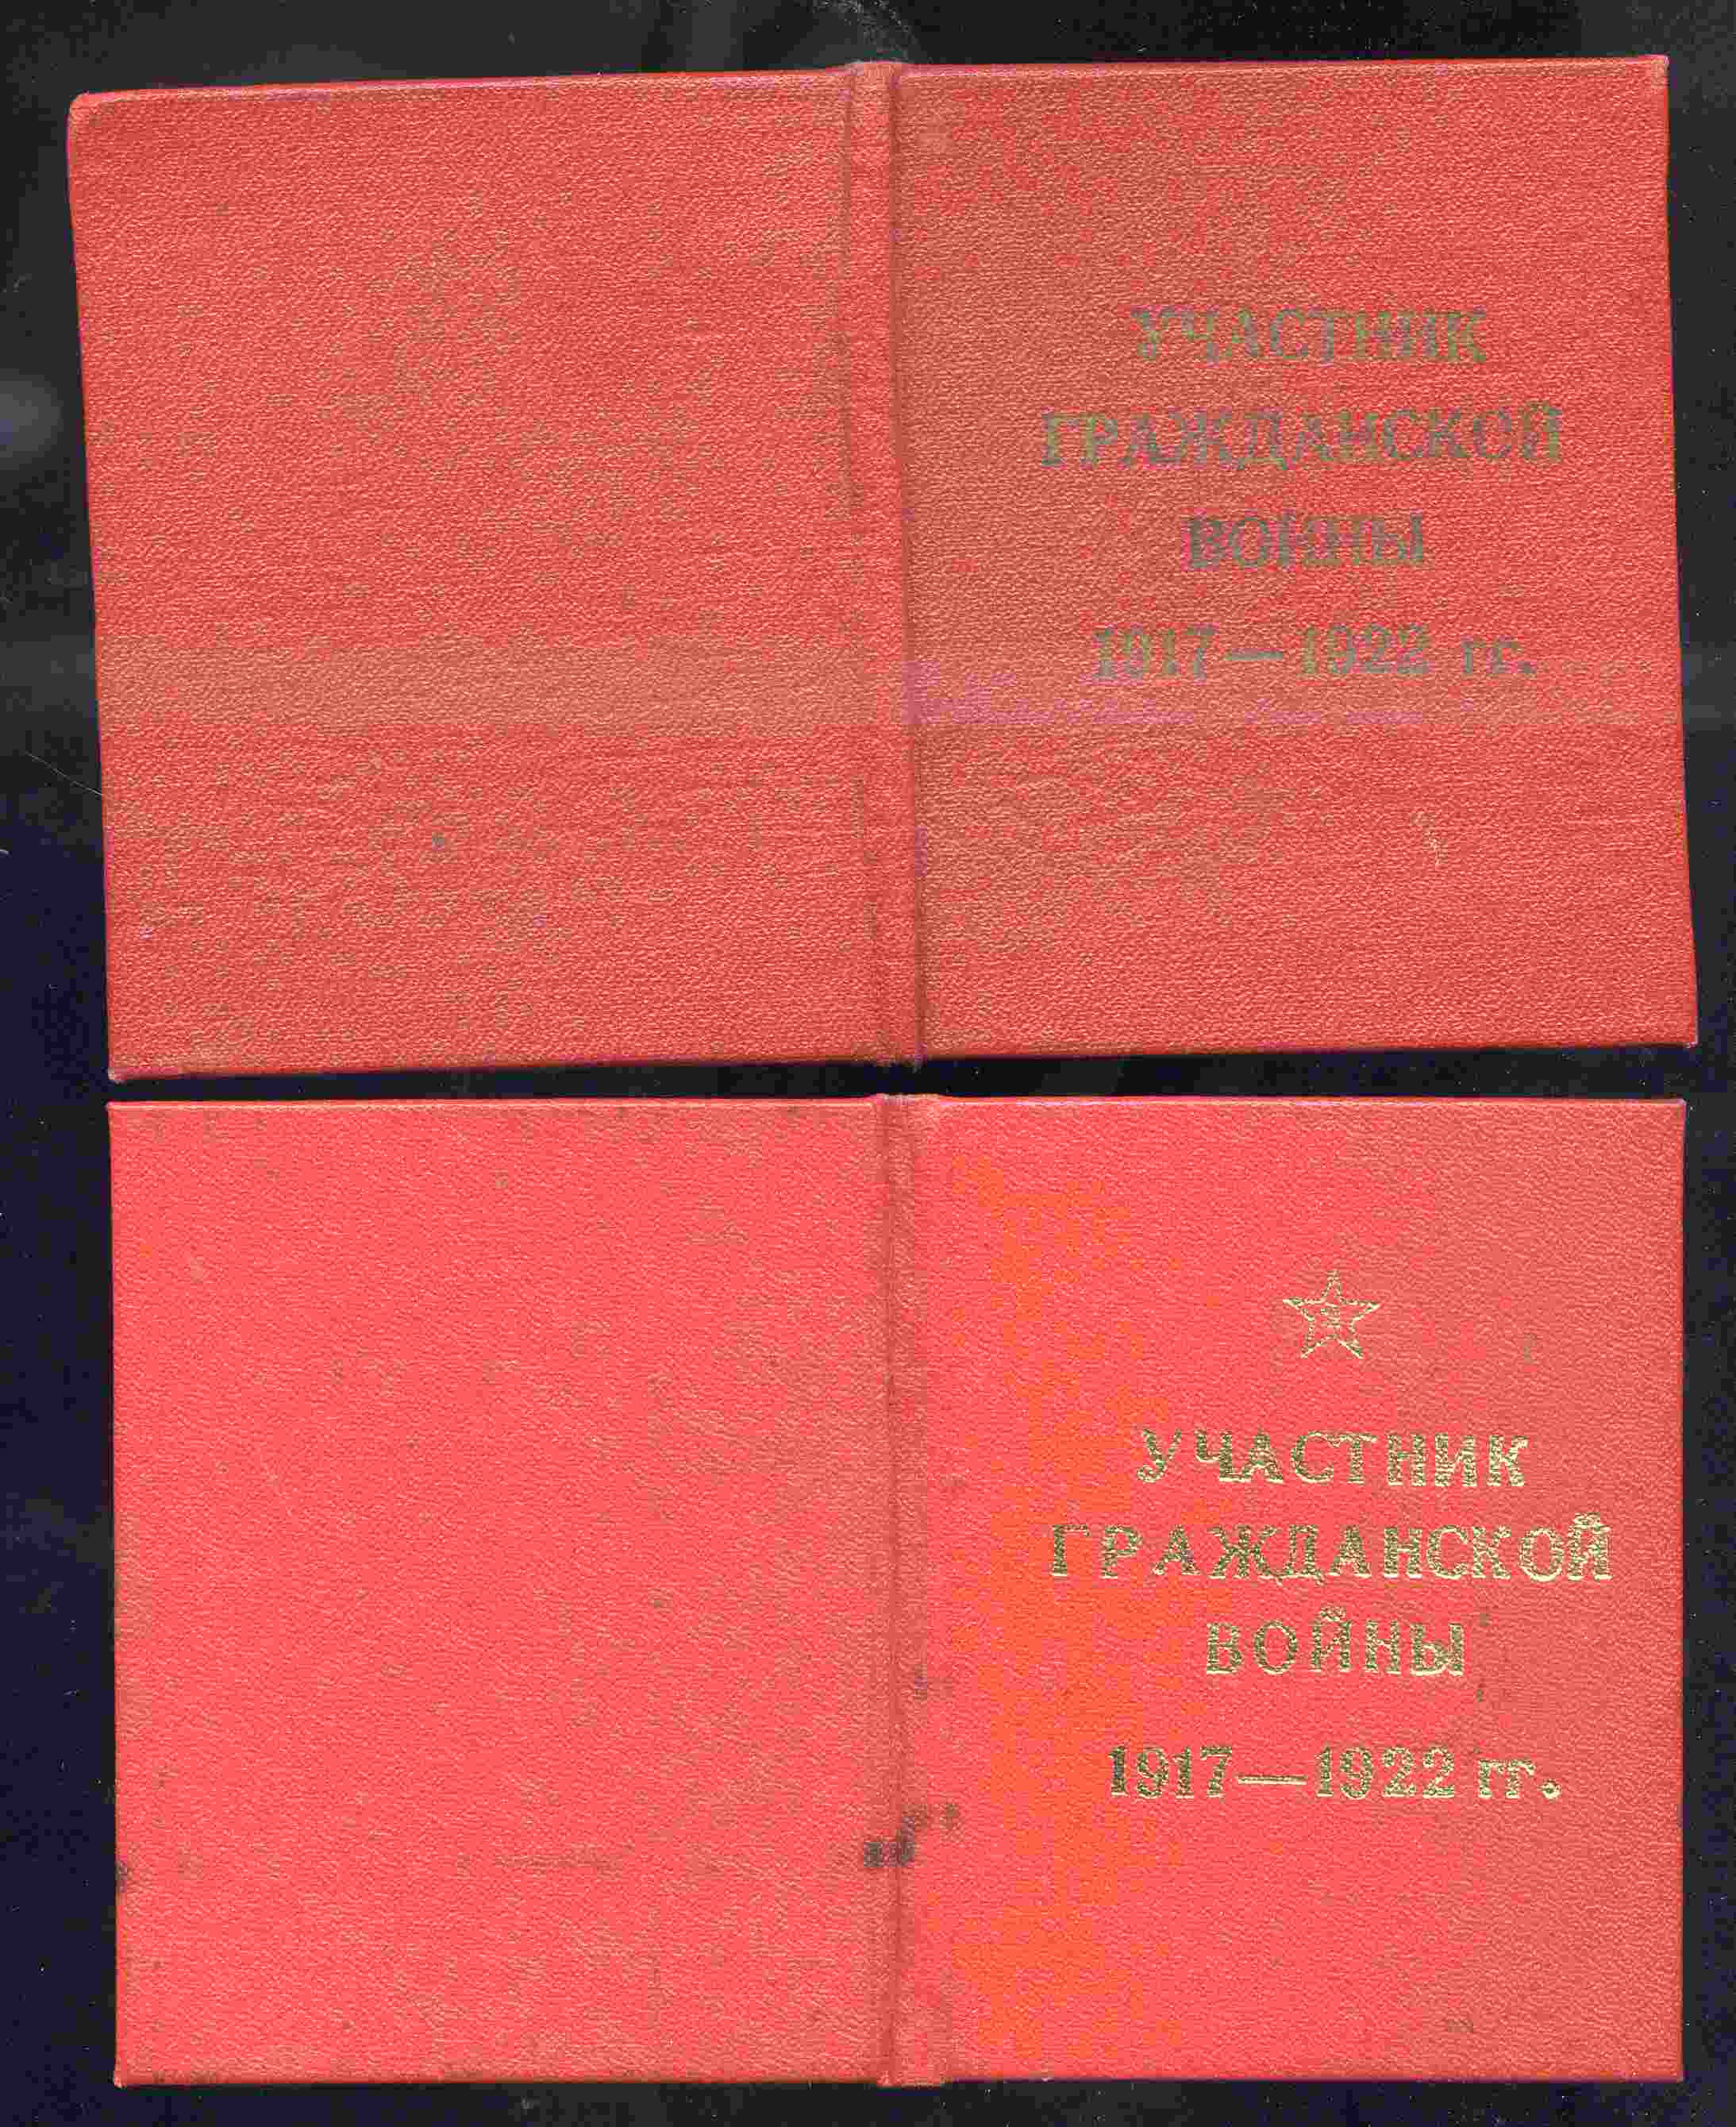 УЧАСТНИК
ГРАЖДАНСКОЙ
ВОЙНЫ
1917—1922 гг.
УЧАСТНИК
ГРАЖДАНСКОЙ
ВОЙНЫ
1917—1922 гг.